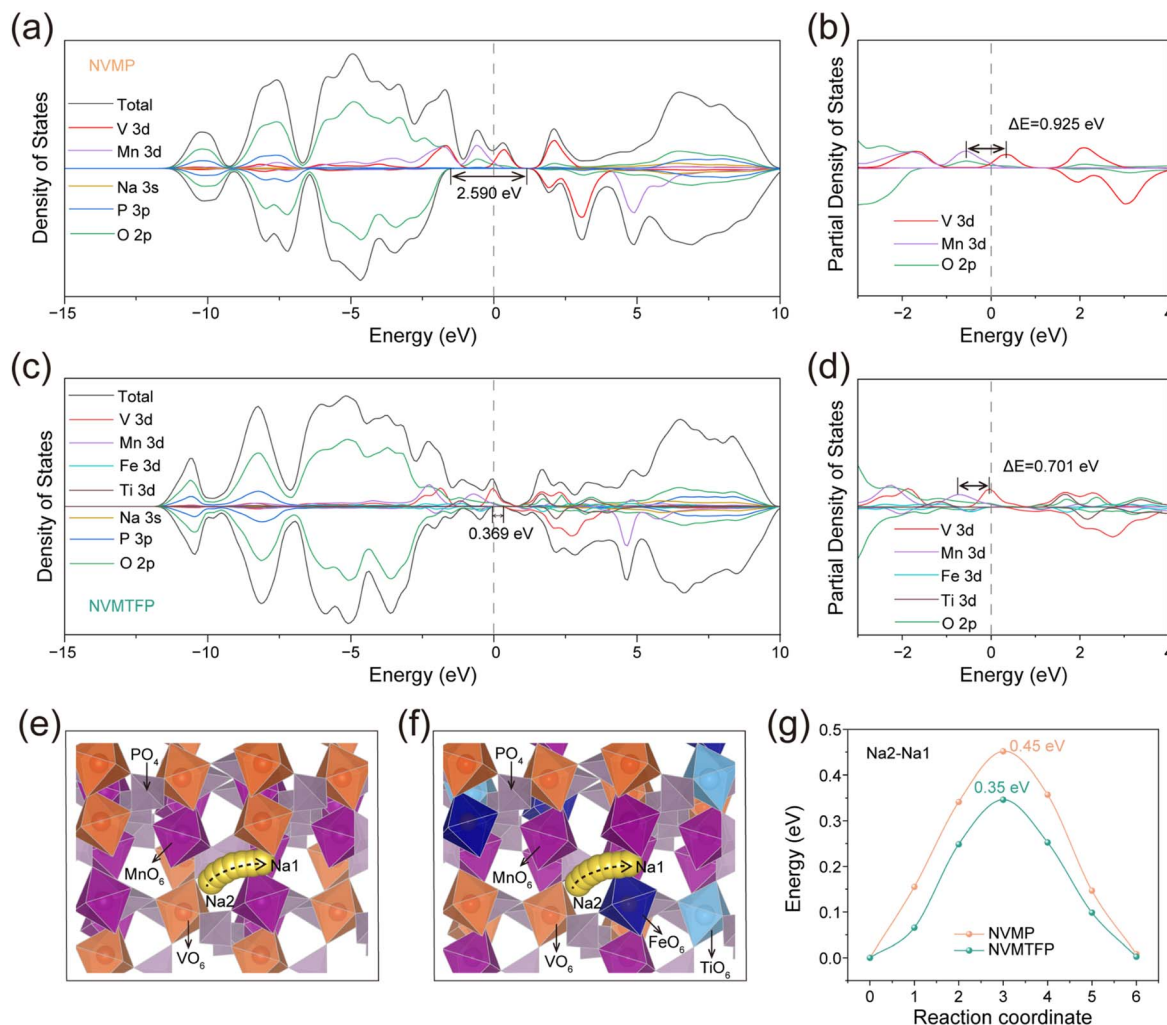 (a)
NVMP
Total
V 3d
Mn 3d
Na 3s
P 3p
O 2p
2.590 eV
Density of States
−15
−10
−5
0
5
10
Energy (eV)
(b)
ΔE=0.925 eV
V 3d
Mn 3d
O 2p
Partial Density of States
−2
0
2
4
Energy (eV)
(c)
Total
V 3d
Mn 3d
Fe 3d
Ti 3d
Na 3s
P 3p
O 2p
0.369 eV
NVMTFP
Density of States
−15
−10
−5
0
5
10
Energy (eV)
(d)
ΔE=0.701 eV
V 3d
Mn 3d
Fe 3d
Ti 3d
O 2p
Partial Density of States
−2
0
2
4
Energy (eV)
(e)
PO4
MnO6
Na1
Na2
VO6
(f)
PO4
MnO6
Na1
Na2
FeO6
VO6
TiO6
(g)
Na2-Na1
0.45 eV
0.35 eV
NVMP
NVMTFP
Energy (eV)
0.5
0.4
0.3
0.2
0.1
0.0
0
1
2
3
4
5
6
Reaction coordinate